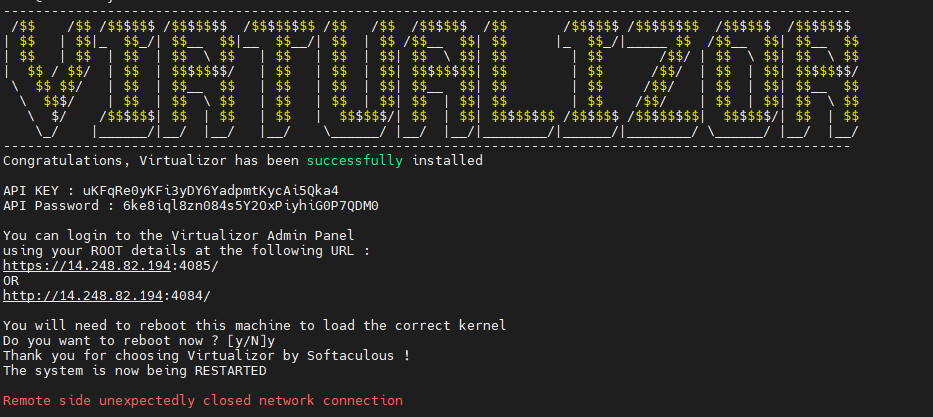 VIRTUALIZOR
Congratulations, Virtualizor has been successfully installed
API KEY : uKFqRe0yKFi3yDY6YadpmtKycAi5Qka4
API Password : 6ke8iql8zn084s5Y2OxPiyhiG0P7QDM0
You can login to the Virtualizor Admin Panel
using your ROOT details at the following URL :
https://14.248.82.194:4085/
OR
http://14.248.82.194:4084/
You will need to reboot this machine to load the correct kernel
Do you want to reboot now ? [y/N]y
Thank you for choosing Virtualizor by Softaculous !
The system is now being RESTARTED
Remote side unexpectedly closed network connection